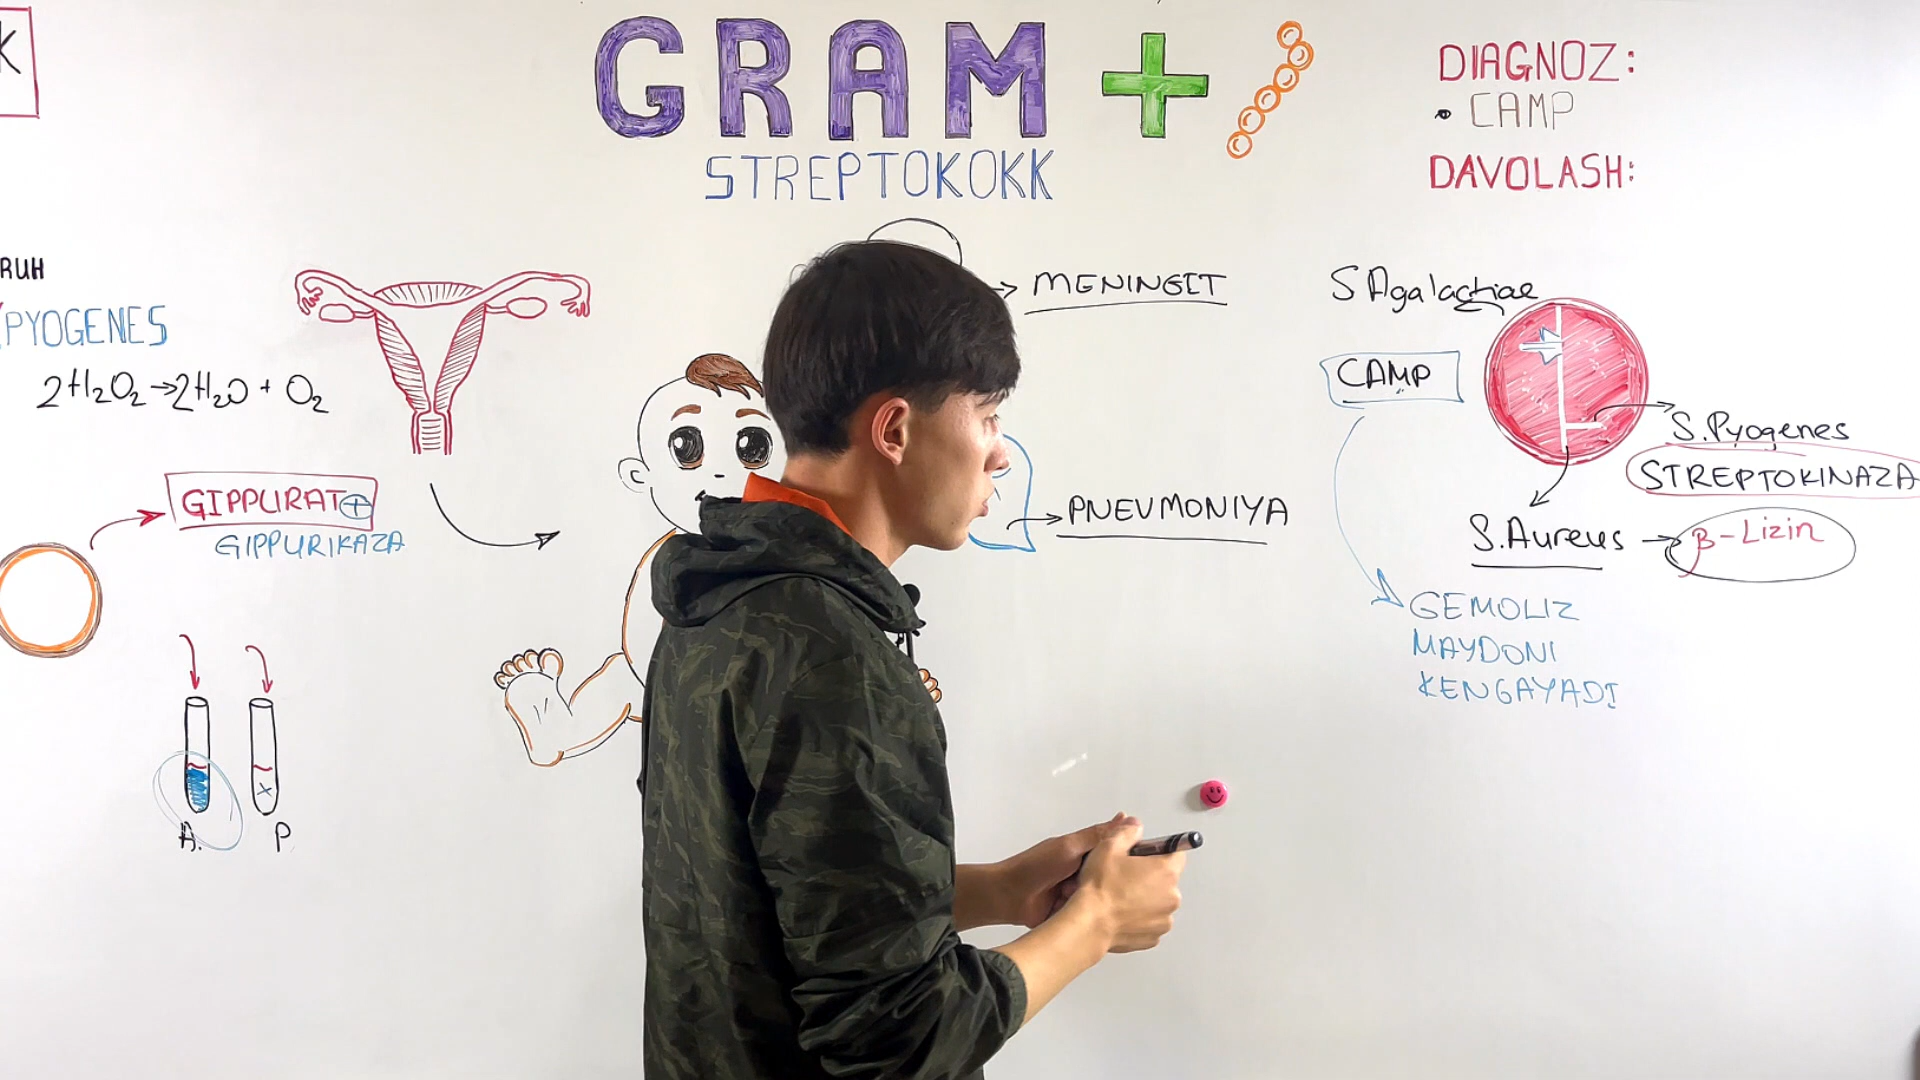 K
GRAM +
STREPTOKOKK
DIAGNOZ:
• CAMP
DAVOLASH:
RUH
PYOGENES
2H₂O₂ → 2H₂O + O₂
GIPPURAT +
GIPPURIKAZA
A. P.
MENINGIT
PNEVMONIYA
S Agalactiae
CAMP
S.Pyogenes
STREPTOKINAZA
S.Aureus → β-Lizin
GEMOLIZ
MAYDONI
KENGAYADI